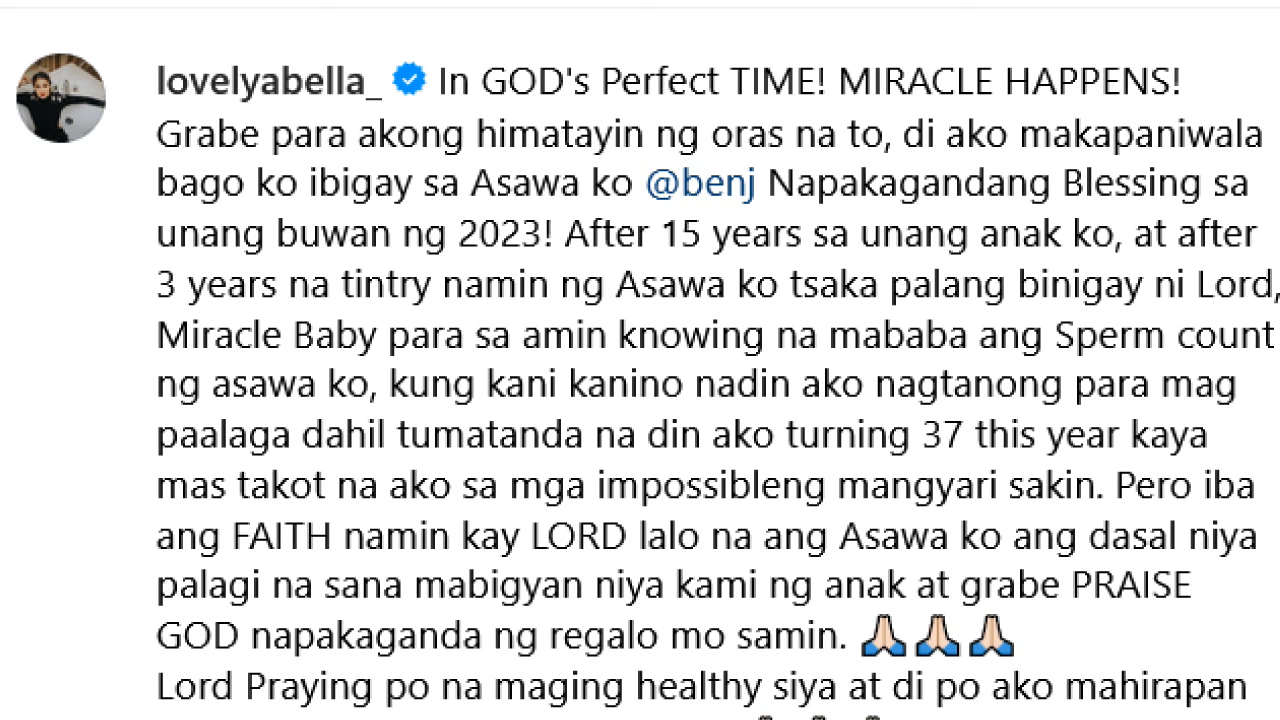 lovelyabella_ In GOD's Perfect TIME! MIRACLE HAPPENS!
Grabe para akong himatayin ng oras na to, di ako makapaniwala
bago ko ibigay sa Asawa ko @benj Napakagandang Blessing sa
unang buwan ng 2023! After 15 years sa unang anak ko, at after
3 years na tintry namin ng Asawa ko tsaka palang binigay ni Lord,
Miracle Baby para sa amin knowing na mababa ang Sperm count
ng asawa ko, kung kani kanino nadin ako nagtanong para mag
paalaga dahil tumatanda na din ako turning 37 this year kaya
mas takot na ako sa mga impossibleng mangyari sakin. Pero iba
ang FAITH namin kay LORD lalo na ang Asawa ko ang dasal niya
palagi na sana mabigyan niya kami ng anak at grabe PRAISE
GOD napakaganda ng regalo mo samin. 🙏🏻🙏🏻🙏🏻
Lord Praying po na maging healthy siya at di po ako mahirapan